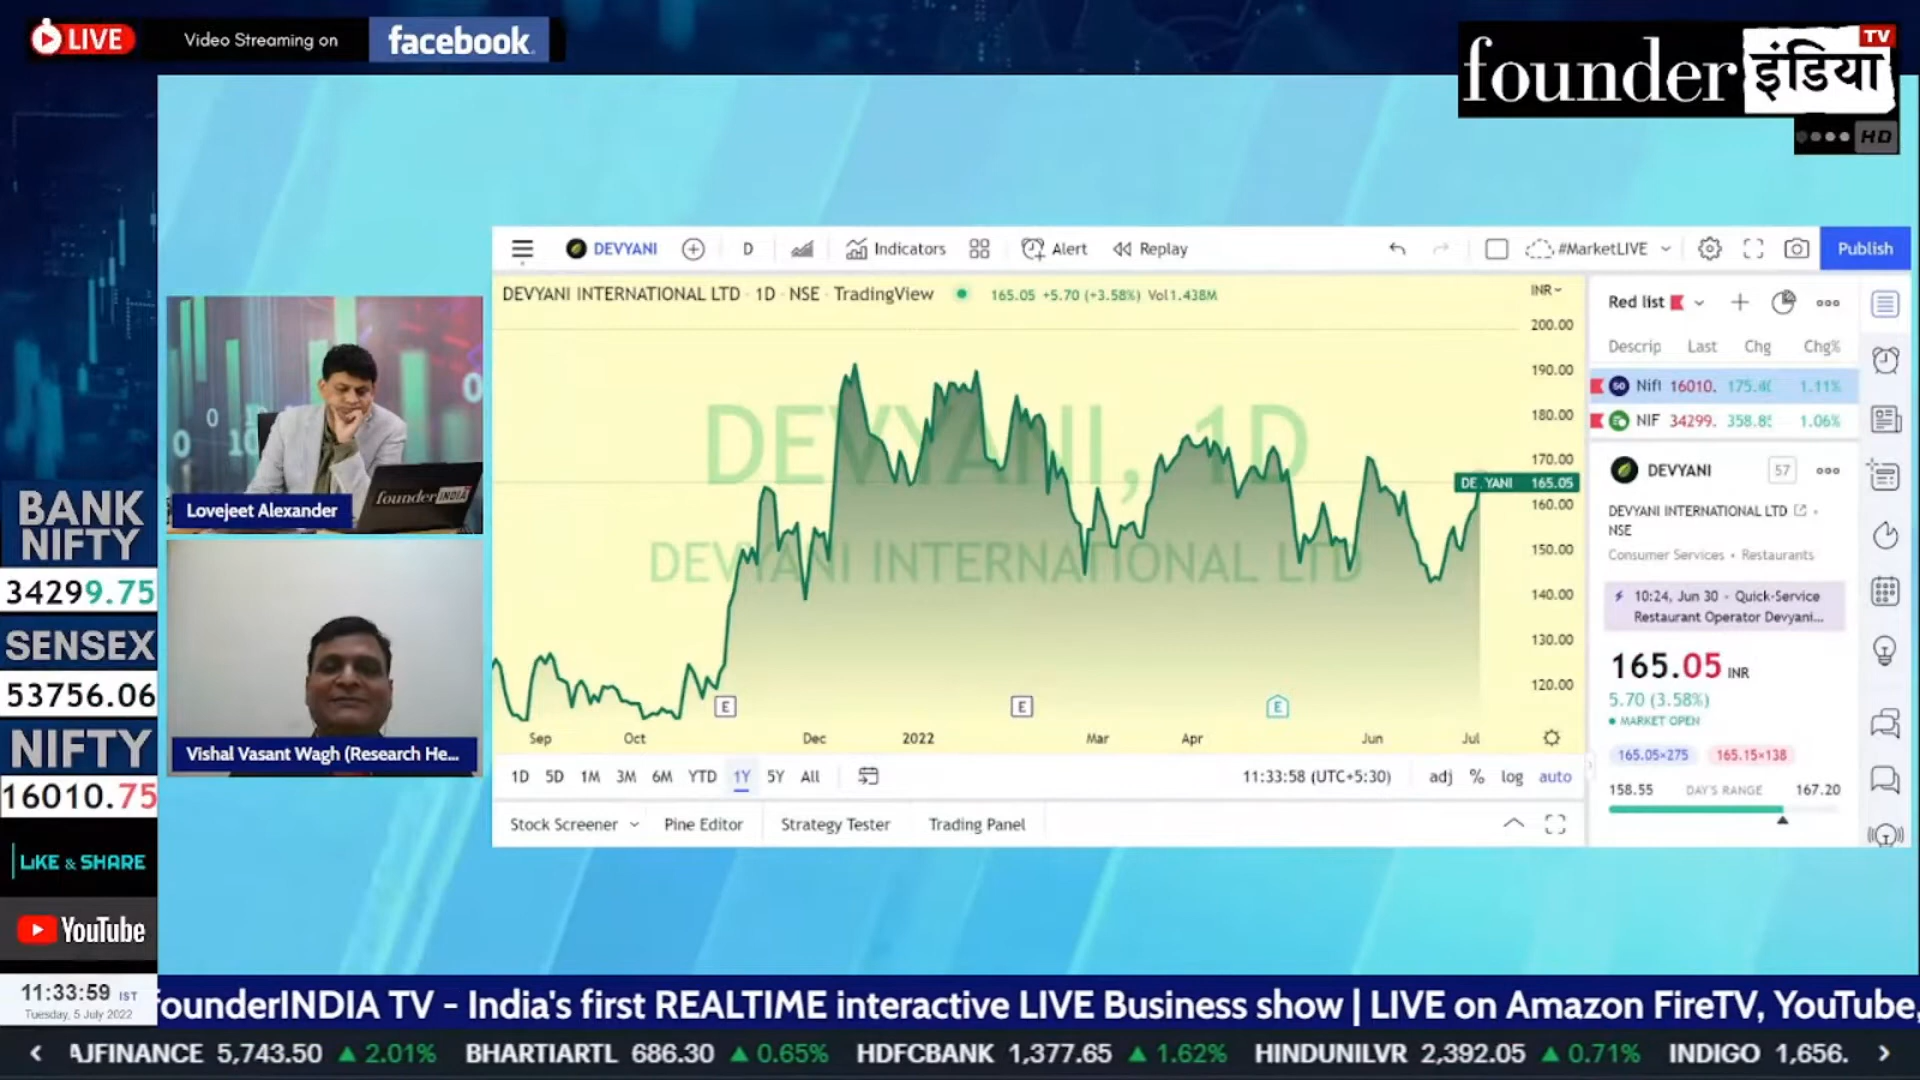 LIVE
Video Streaming on
facebook
founder इंडिया TV
HD
DEVYANI
D
Indicators
Alert
Replay
#MarketLIVE
Publish
DEVYANI INTERNATIONAL LTD · 1D · NSE · TradingView
165.05 +5.70 (+3.58%) Vol1.438M
INR
200.00
190.00
180.00
170.00
160.00
150.00
140.00
130.00
120.00
DEVYANI, 1D
DEVYANI INTERNATIONAL LTD
165.05
E
E
E
Sep
Oct
Dec
2022
Mar
Apr
Jun
Jul
1D 5D 1M 3M 6M YTD 1Y 5Y All
11:33:58 (UTC+5:30)
adj % log auto
Stock Screener
Pine Editor
Strategy Tester
Trading Panel
Red list
Descrip Last Chg Chg%
Nift 16010. 175.40 1.11%
NIF 34299. 358.85 1.06%
DEVYANI
57
DEVYANI INTERNATIONAL LTD
NSE
Consumer Services • Restaurants
10:24, Jun 30 - Quick-Service
Restaurant Operator Devyani...
165.05 INR
5.70 (3.58%)
MARKET OPEN
165.05×275 165.15×138
158.55 DAY'S RANGE 167.20
founder INDIA
Lovejeet Alexander
Vishal Vasant Wagh (Research He...
BANK
NIFTY
34299.75
SENSEX
53756.06
NIFTY
16010.75
LIKE & SHARE
YouTube
11:33:59 IST
Tuesday, 5 July 2022
founderINDIA TV - India's first REALTIME interactive LIVE Business show | LIVE on Amazon FireTV, YouTube,
AJFINANCE 5,743.50 ▲ 2.01% BHARTIARTL 686.30 ▲ 0.65% HDFCBANK 1,377.65 ▲ 1.62% HINDUNILVR 2,392.05 ▲ 0.71% INDIGO 1,656.